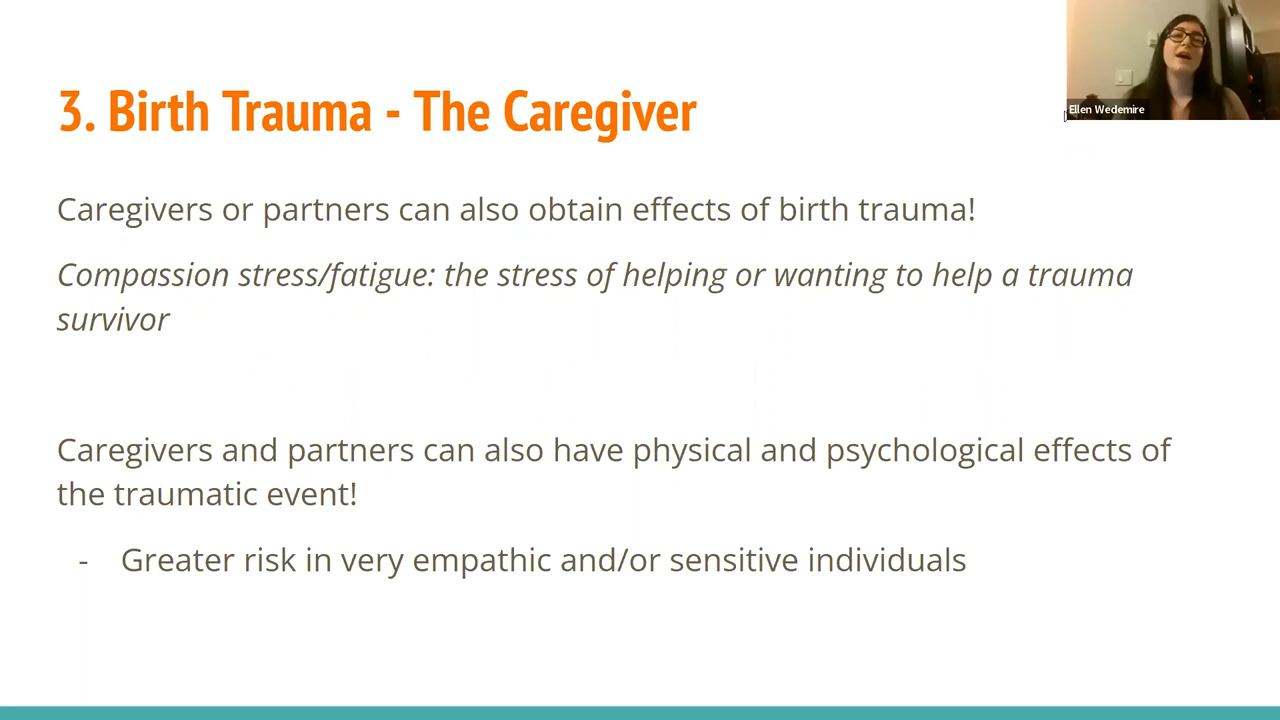 Ellen Wedemire
3. Birth Trauma - The Caregiver
Caregivers or partners can also obtain effects of birth trauma!
Compassion stress/fatigue: the stress of helping or wanting to help a trauma
survivor
Caregivers and partners can also have physical and psychological effects of
the traumatic event!
- Greater risk in very empathic and/or sensitive individuals